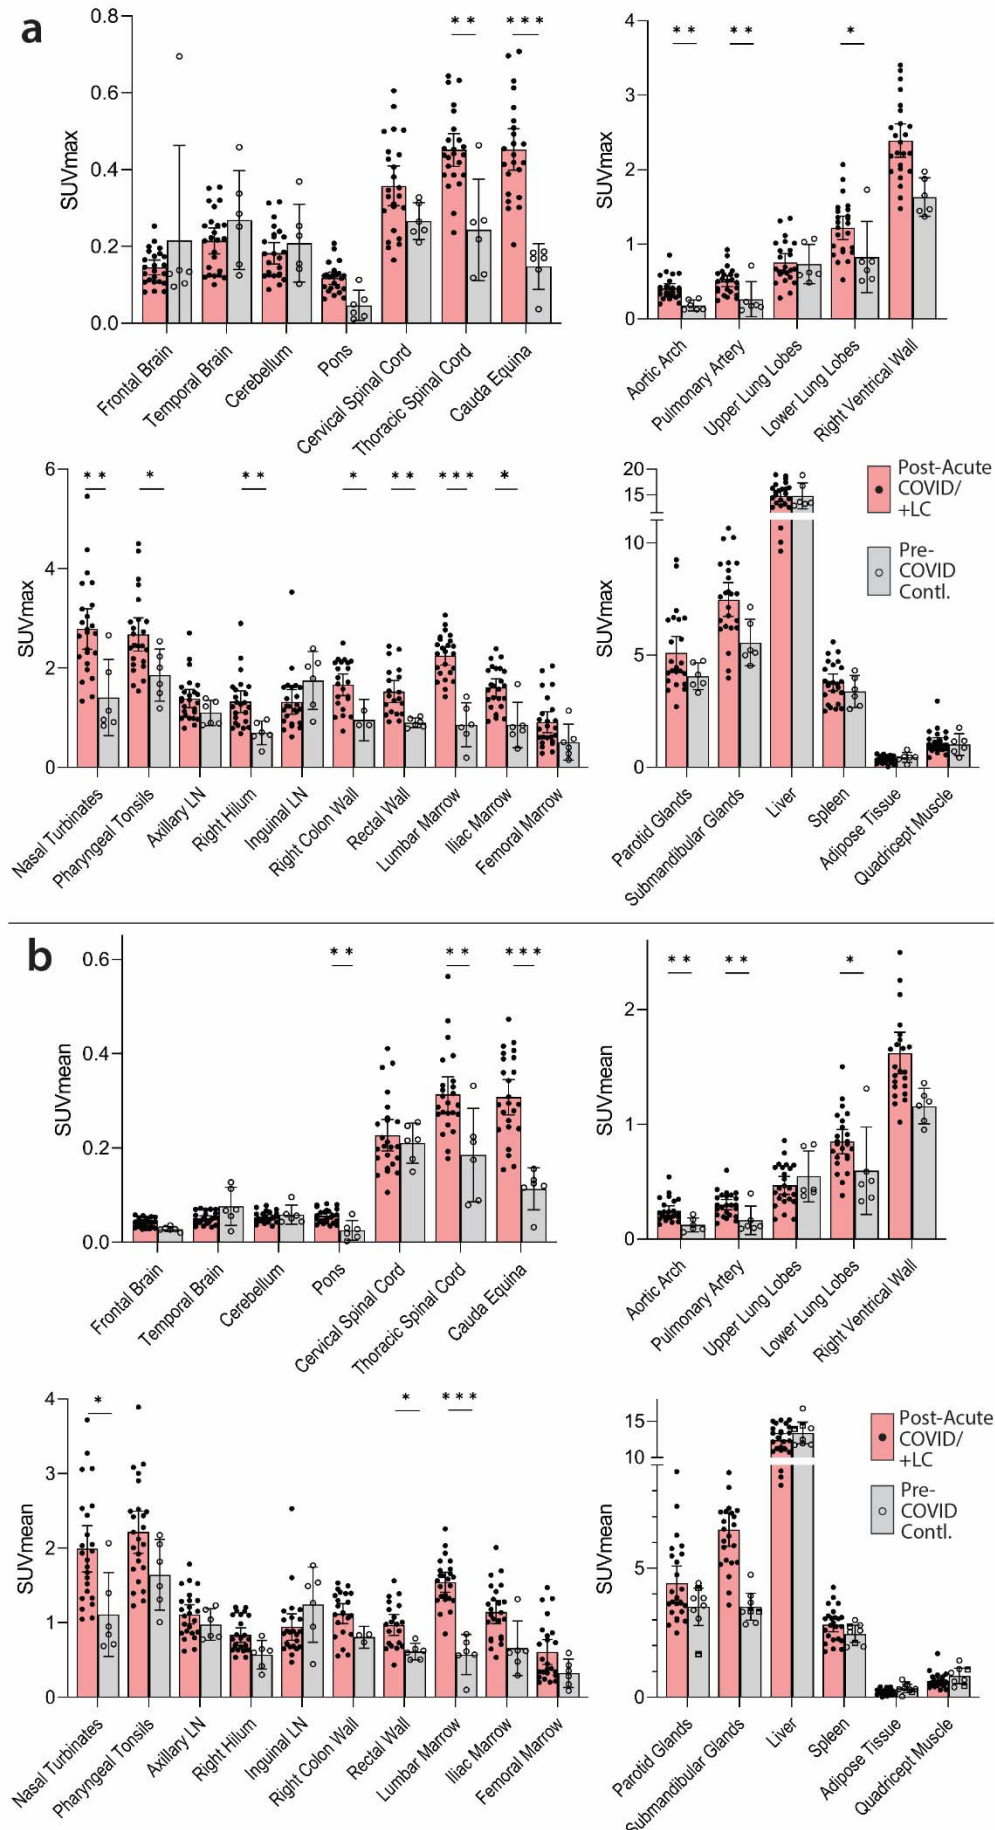 a
SUVmax
0.8
0.6
0.4
0.2
0.0
** ***
Frontal Brain
Temporal Brain
Cerebellum
Pons
Cervical Spinal Cord
Thoracic Spinal Cord
Cauda Equina
SUVmax
4
3
2
1
0
** ** *
Aortic Arch
Pulmonary Artery
Upper Lung Lobes
Lower Lung Lobes
Right Ventrical Wall
SUVmax
6
4
2
0
** * ** * ** *** *
Nasal Turbinates
Pharyngeal Tonsils
Axillary LN
Right Hilum
Inguinal LN
Right Colon Wall
Rectal Wall
Lumbar Marrow
Iliac Marrow
Femoral Marrow
SUVmax
20
15
10
5
0
Parotid Glands
Submandibular Glands
Liver
Spleen
Adipose Tissue
Quadricept Muscle
Post-Acute
COVID/
+LC
Pre-
COVID
Contl.
b
SUVmean
0.6
0.4
0.2
0.0
** ** ***
Frontal Brain
Temporal Brain
Cerebellum
Pons
Cervical Spinal Cord
Thoracic Spinal Cord
Cauda Equina
SUVmean
2
1
0
** ** *
Aortic Arch
Pulmonary Artery
Upper Lung Lobes
Lower Lung Lobes
Right Ventrical Wall
SUVmean
4
3
2
1
0
* * ***
Nasal Turbinates
Pharyngeal Tonsils
Axillary LN
Right Hilum
Inguinal LN
Right Colon Wall
Rectal Wall
Lumbar Marrow
Iliac Marrow
Femoral Marrow
SUVmean
15
10
5
0
Parotid Glands
Submandibular Glands
Liver
Spleen
Adipose Tissue
Quadricept Muscle
Post-Acute
COVID/
+LC
Pre-
COVID
Contl.